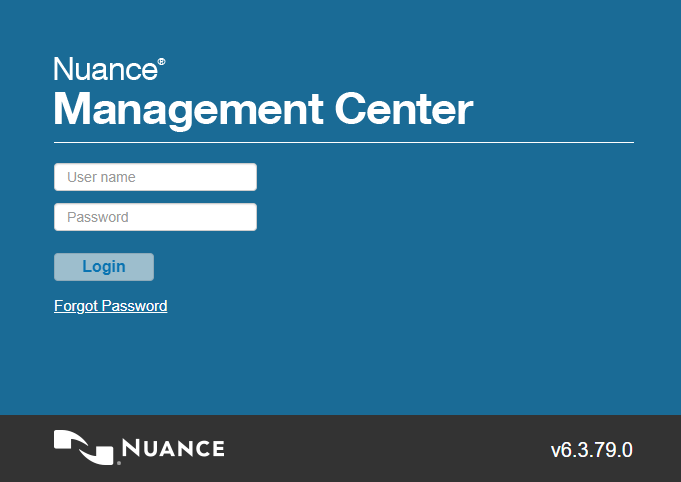 Nuance®
Management Center
User name
Password
Login
Forgot Password
NUANCE
v6.3.79.0